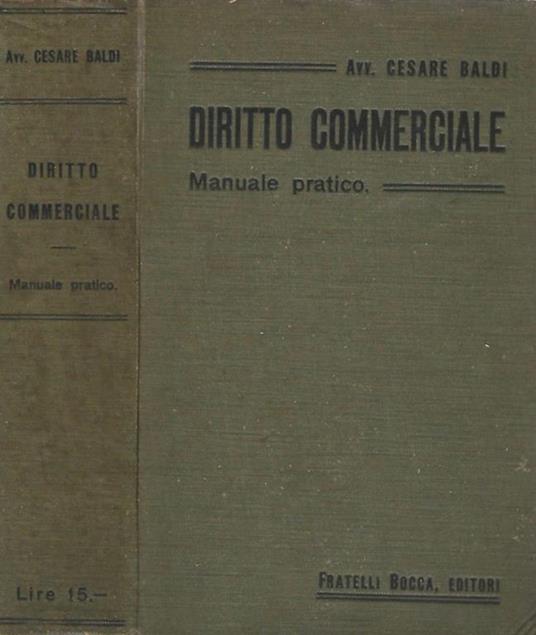 Avv. CESARE BALDI
DIRITTO
COMMERCIALE
Manuale pratico.
Lire 15.—
Avv. CESARE BALDI
DIRITTO COMMERCIALE
Manuale pratico.
FRATELLI BOCCA, EDITORI